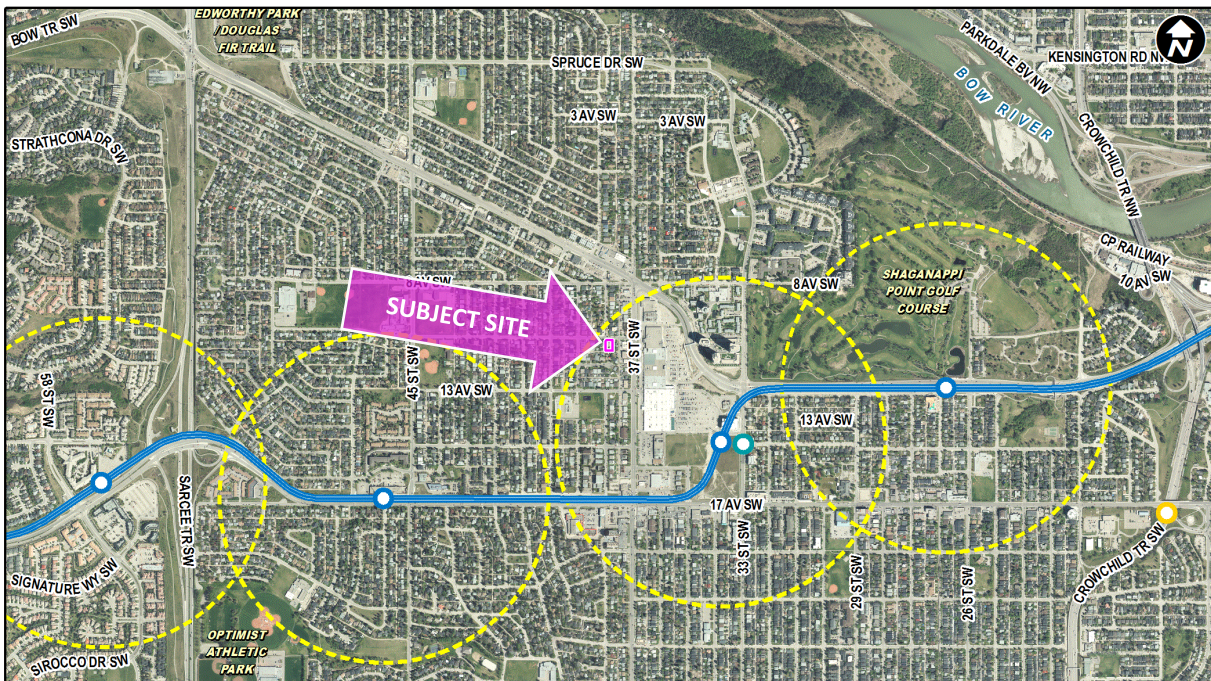 EDWORTHY PARK
/DOUGLAS
FIR TRAIL
BOW TR SW
N
PARKDALE BV NW
KENSINGTON RD N
SPRUCE DR SW
BOW RIVER
3 AV SW
3 AV SW
CROWCHILD TR NW
STRATHCONA DR SW
CP RAILWAY
10 AV SW
8 AV SW
8 AV SW
SHAGANAPPI
POINT GOLF
COURSE
SUBJECT SITE
37 ST SW
45 ST SW
58 ST SW
13 AV SW
13 AV SW
SARCEE TR SW
17 AV SW
33 ST SW
29 ST SW
26 ST SW
CROWCHILD TR SW
SIGNATURE WY SW
OPTIMIST
ATHLETIC
PARK
SIROCCO DR SW